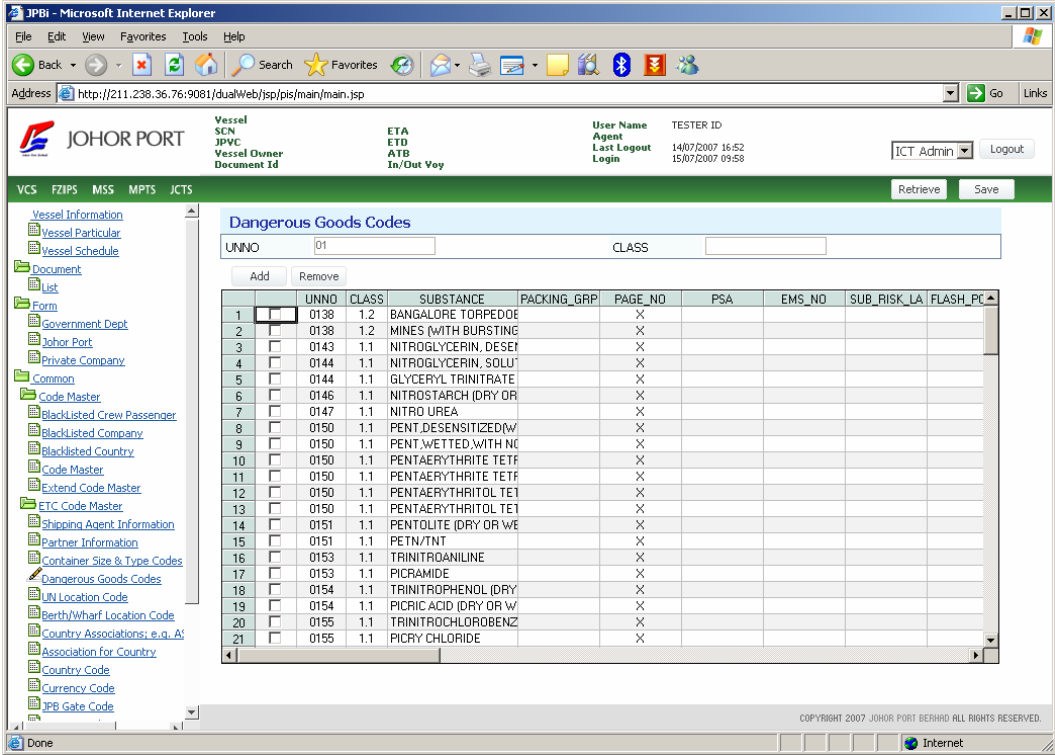 JPBi - Microsoft Internet Explorer
File Edit View Favorites Tools Help
Back Search Favorites
Address http://211.238.36.76:9081/dualWeb/jsp/pis/main/main.jsp Go Links
JOHOR PORT
Vessel
SCN ETA
JPVC ETD
Vessel Owner ATB
Document Id In/Out Voy
User Name TESTER ID
Agent
Last Logout 14/07/2007 16:52
Login 15/07/2007 09:58
ICT Admin Logout
VCS FZIPS MSS MPTS JCTS Retrieve Save
Vessel Information
Vessel Particular
Vessel Schedule
Document
List
Form
Government Dept
Johor Port
Private Company
Common
Code Master
BlackListed Crew Passenger
BlackListed Company
Blacklisted Country
Code Master
Extend Code Master
ETC Code Master
Shipping Agent Information
Partner Information
Container Size & Type Codes
Dangerous Goods Codes
UN Location Code
Berth/Wharf Location Code
Country Associations; e.g. AS
Association for Country
Country Code
Currency Code
JPB Gate Code
Dangerous Goods Codes
UNNO 01 CLASS
Add Remove
UNNO CLASS SUBSTANCE PACKING_GRP PAGE_NO PSA EMS_NO SUB_RISK_LA FLASH_PO
1 0138 1.2 BANGALORE TORPEDOE X
2 0138 1.2 MINES (WITH BURSTING X
3 0143 1.1 NITROGLYCERIN, DESEN X
4 0144 1.1 NITROGLYCERIN, SOLUT X
5 0144 1.1 GLYCERYL TRINITRATE X
6 0146 1.1 NITROSTARCH (DRY OR X
7 0147 1.1 NITRO UREA X
8 0150 1.1 PENT,DESENSITIZED(W X
9 0150 1.1 PENT,WETTED,WITH NO X
10 0150 1.1 PENTAERYTHRITE TETR X
11 0150 1.1 PENTAERYTHRITE TETR X
12 0150 1.1 PENTAERYTHRITOL TET X
13 0150 1.1 PENTAERYTHRITOL TET X
14 0151 1.1 PENTOLITE (DRY OR WE X
15 0151 1.1 PETN/TNT X
16 0153 1.1 TRINITROANILINE X
17 0153 1.1 PICRAMIDE X
18 0154 1.1 TRINITROPHENOL (DRY X
19 0154 1.1 PICRIC ACID (DRY OR W X
20 0155 1.1 TRINITROCHLOROBENZ X
21 0155 1.1 PICRY CHLORIDE X
COPYRIGHT 2007 JOHOR PORT BERHAD ALL RIGHTS RESERVED.
Done Internet